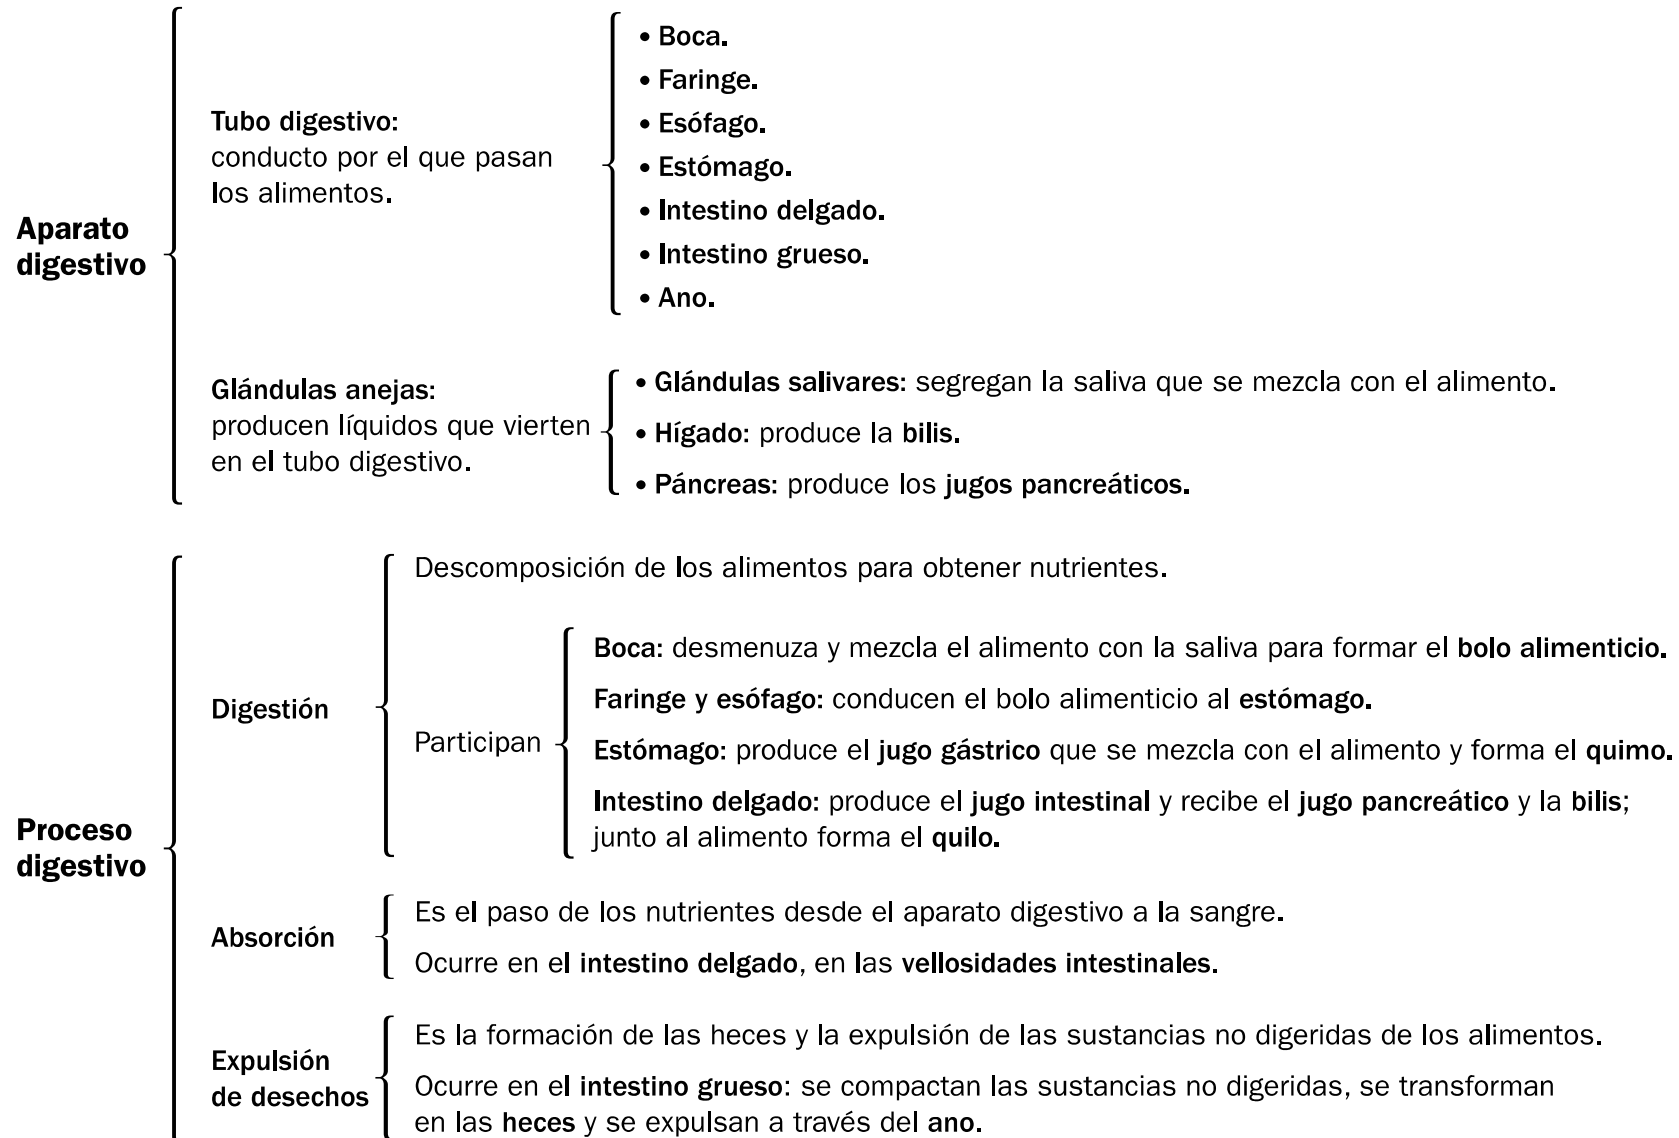 Aparato
digestivo
Tubo digestivo:
conducto por el que pasan
los alimentos.
• Boca.
• Faringe.
• Esófago.
• Estómago.
• Intestino delgado.
• Intestino grueso.
• Ano.
Glándulas anejas:
producen líquidos que vierten
en el tubo digestivo.
• Glándulas salivares: segregan la saliva que se mezcla con el alimento.
• Hígado: produce la bilis.
• Páncreas: produce los jugos pancreáticos.
Proceso
digestivo
Digestión
Descomposición de los alimentos para obtener nutrientes.
Participan
Boca: desmenuza y mezcla el alimento con la saliva para formar el bolo alimenticio.
Faringe y esófago: conducen el bolo alimenticio al estómago.
Estómago: produce el jugo gástrico que se mezcla con el alimento y forma el quimo.
Intestino delgado: produce el jugo intestinal y recibe el jugo pancreático y la bilis;
junto al alimento forma el quilo.
Absorción
Es el paso de los nutrientes desde el aparato digestivo a la sangre.
Ocurre en el intestino delgado, en las vellosidades intestinales.
Expulsión
de desechos
Es la formación de las heces y la expulsión de las sustancias no digeridas de los alimentos.
Ocurre en el intestino grueso: se compactan las sustancias no digeridas, se transforman
en las heces y se expulsan a través del ano.